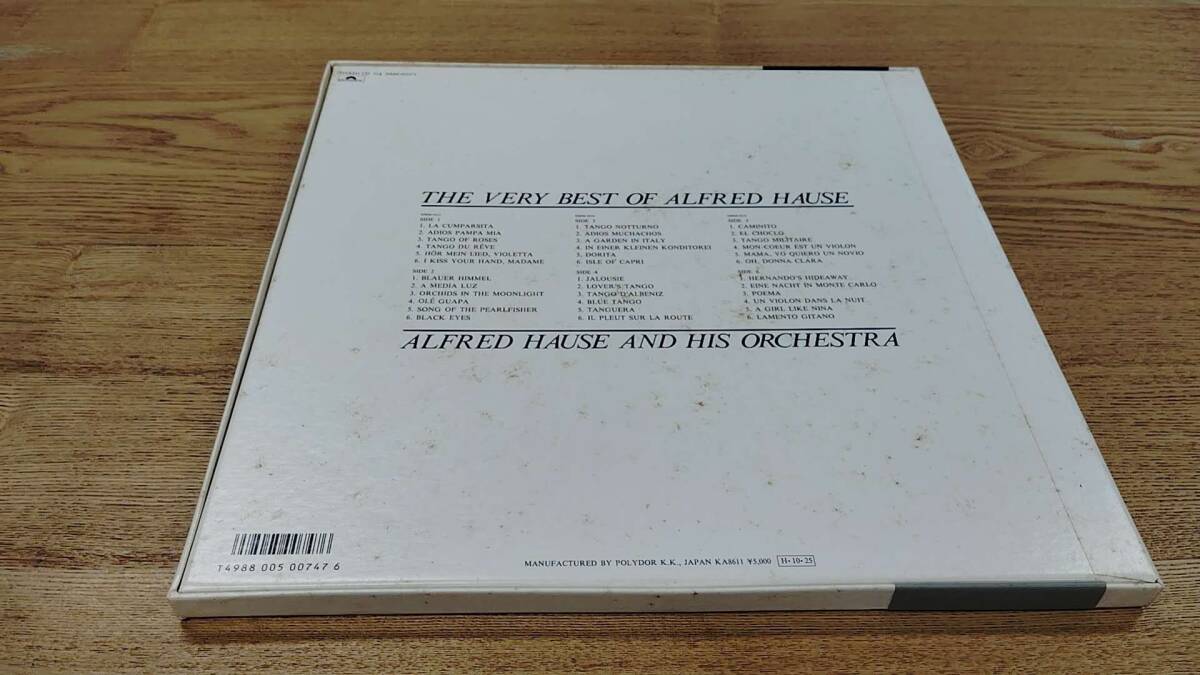 THE VERY BEST OF ALFRED HAUSE
SIDE 1
1. LA CUMPARSITA
2. ADIOS PAMPA MIA
3. TANGO OF ROSES
4. TANGO DU RÊVE
5. HÖR MEIN LIED, VIOLETTA
6. I KISS YOUR HAND, MADAME
SIDE 2
1. BLAUER HIMMEL
2. A MEDIA LUZ
3. ORCHIDS IN THE MOONLIGHT
4. OLÉ GUAPA
5. SONG OF THE PEARLFISHER
6. BLACK EYES
SIDE 3
1. TANGO NOTTURNO
2. ADIOS MUCHACHOS
3. A GARDEN IN ITALY
4. IN EINER KLEINEN KONDITOREI
5. DORITA
6. ISLE OF CAPRI
SIDE 4
1. JALOUSIE
2. LOVER'S TANGO
3. TANGO D'ALBENIZ
4. BLUE TANGO
5. TANGUERA
6. IL PLEUT SUR LA ROUTE
SIDE 5
1. CAMINITO
2. EL CHOCLO
3. TANGO MILITAIRE
4. MON COEUR EST UN VIOLON
5. MAMA, YO QUIERO UN NOVIO
6. OH, DONNA CLARA
SIDE 6
1. HERNANDO'S HIDEAWAY
2. EINE NACHT IN MONTE CARLO
3. POEMA
4. UN VIOLON DANS LA NUIT
5. A GIRL LIKE NINA
6. LAMENTO GITANO
ALFRED HAUSE AND HIS ORCHESTRA
T4988 005 00747 6
MANUFACTURED BY POLYDOR K.K., JAPAN KA8611 ¥5,000 H·10·25